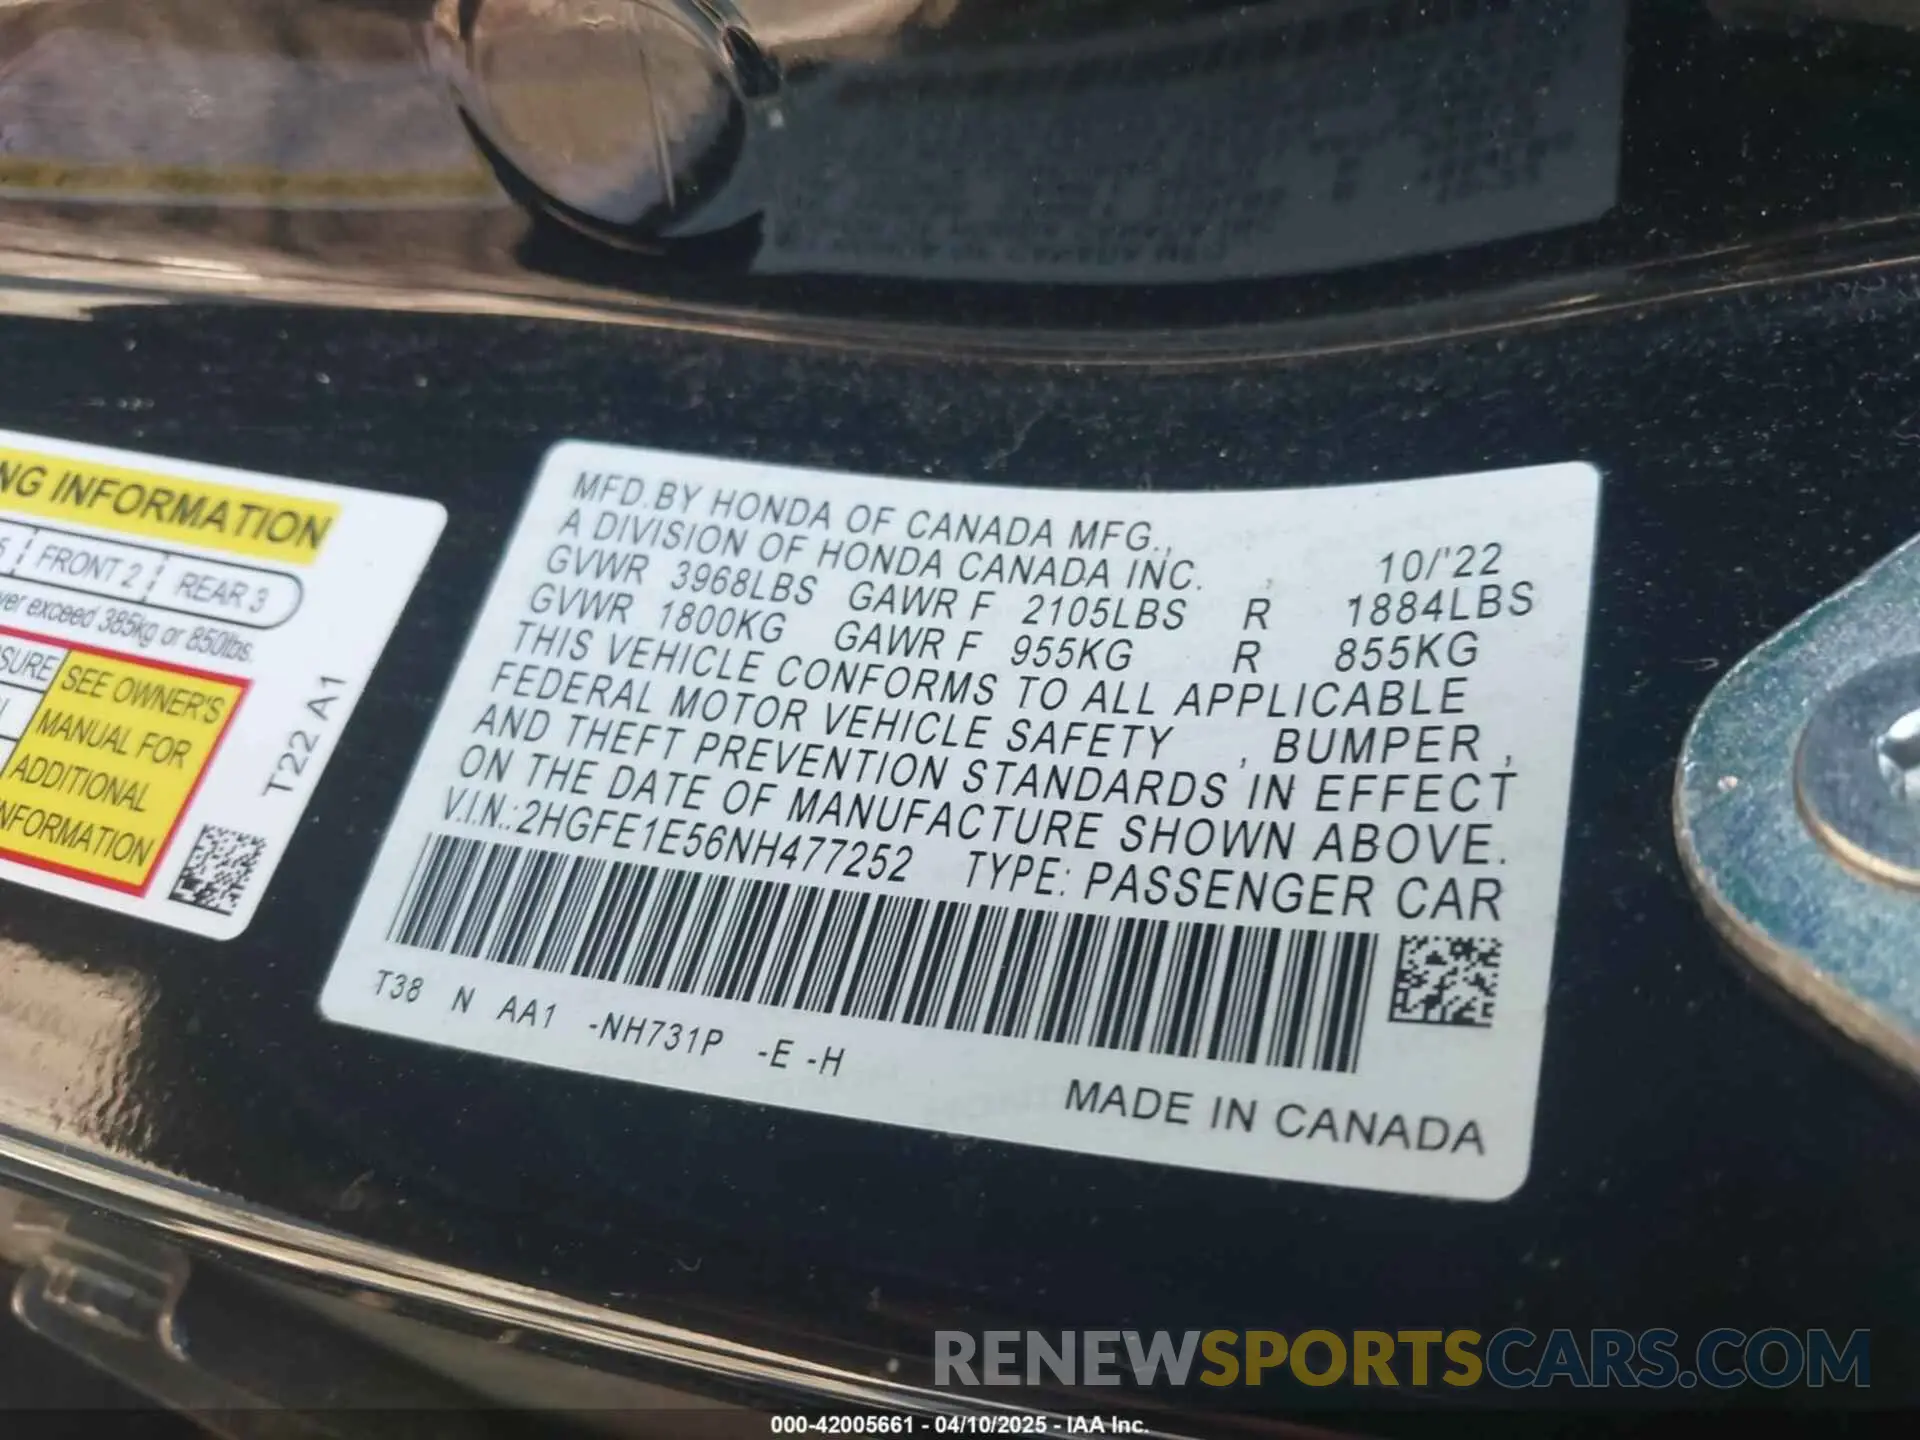 NG INFORMATION
5 FRONT 2 REAR 3
ver exceed 385kg or 850lbs.
SURE
SEE OWNER'S
MANUAL FOR
ADDITIONAL
INFORMATION
T22 A1
MFD.BY HONDA OF CANADA MFG.,
A DIVISION OF HONDA CANADA INC. 10/'22
GVWR 3968LBS GAWR F 2105LBS R 1884LBS
GVWR 1800KG GAWR F 955KG R 855KG
THIS VEHICLE CONFORMS TO ALL APPLICABLE
FEDERAL MOTOR VEHICLE SAFETY , BUMPER ,
AND THEFT PREVENTION STANDARDS IN EFFECT
ON THE DATE OF MANUFACTURE SHOWN ABOVE.
V.I.N.:2HGFE1E56NH477252 TYPE: PASSENGER CAR
T38 N AA1 -NH731P -E -H
MADE IN CANADA
RENEWSPORTSCARS.COM
000-42005661 - 04/10/2025 - IAA Inc.